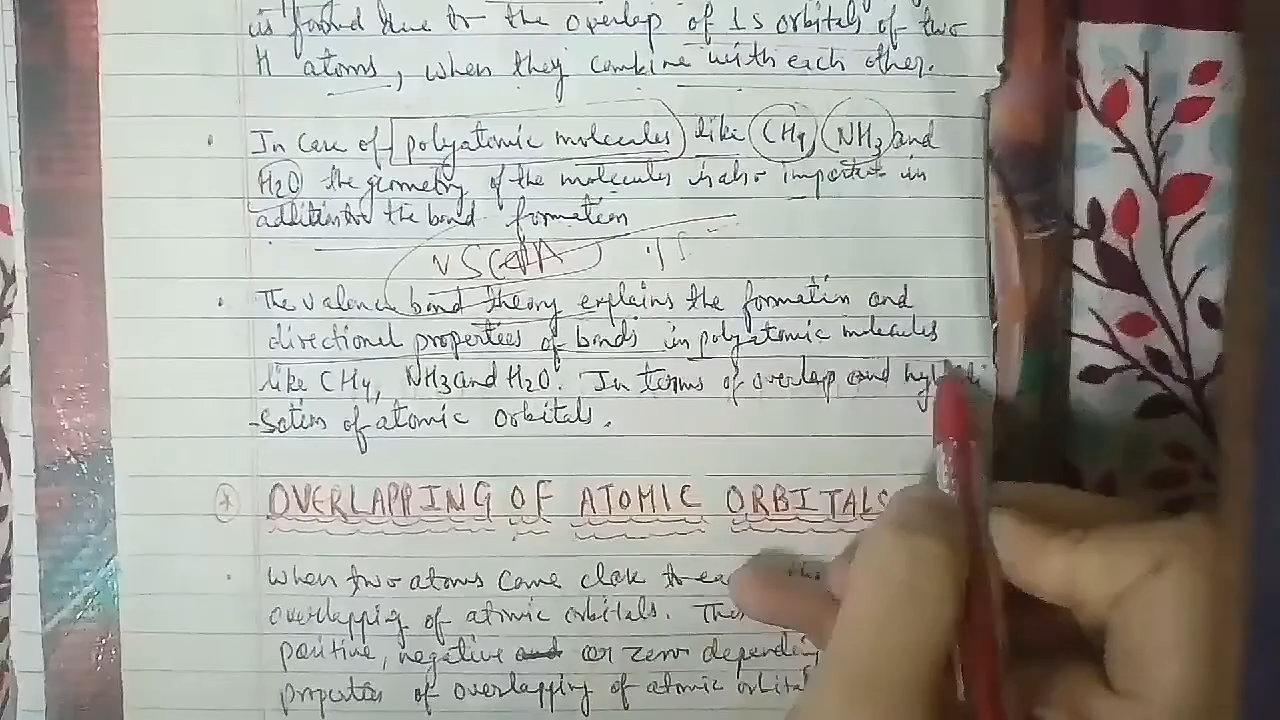 is formed due to the overlap of 1s orbitals of two
H atoms, when they combine with each other.
In case of polyatomic molecules like CH4 NH3 and
H2O the geometry of the molecules is also important in
addition to the bond formation
The valence bond theory explains the formation and
directional properties of bonds in polyatomic molecules
like CH4, NH3 and H2O. In terms of overlap and
-sation of atomic orbitals.
OVERLAPPING OF ATOMIC ORBITALS
When two atoms come close to
overlapping of atomic orbitals.
positive, negative or zero depending
properties of overlapping of atomic